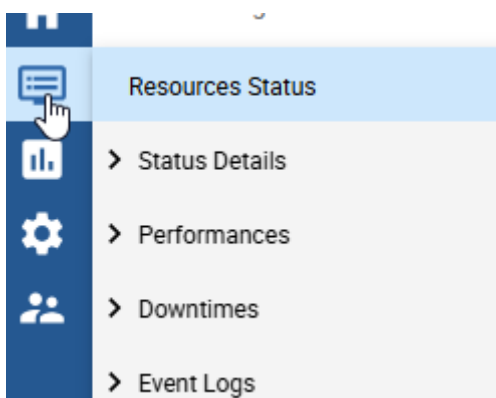 Resources Status
Status Details
Performances
Downtimes
Event Logs